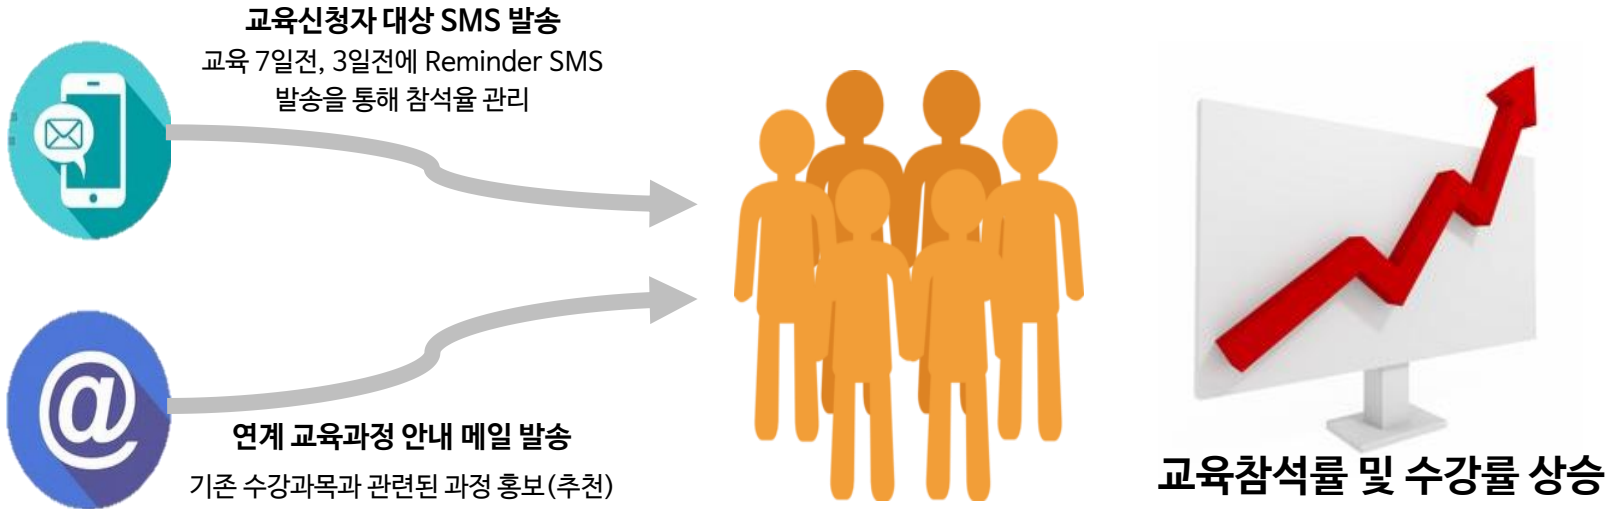 교육신청자 대상 SMS 발송
교육 7일전, 3일전에 Reminder SMS
발송을 통해 참석율 관리
@
연계 교육과정 안내 메일 발송
기존 수강과목과 관련된 과정 홍보(추천)
교육참석률 및 수강률 상승